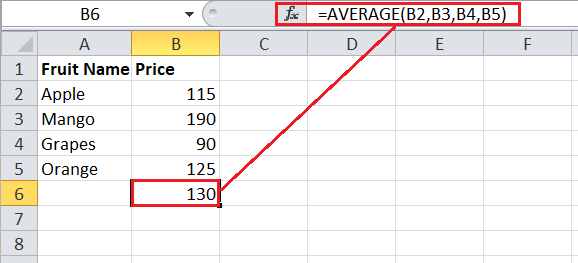 B6 fx =AVERAGE(B2,B3,B4,B5)
A B C D E F
1 Fruit Name Price
2 Apple 115
3 Mango 190
4 Grapes 90
5 Orange 125
6 130
7
8